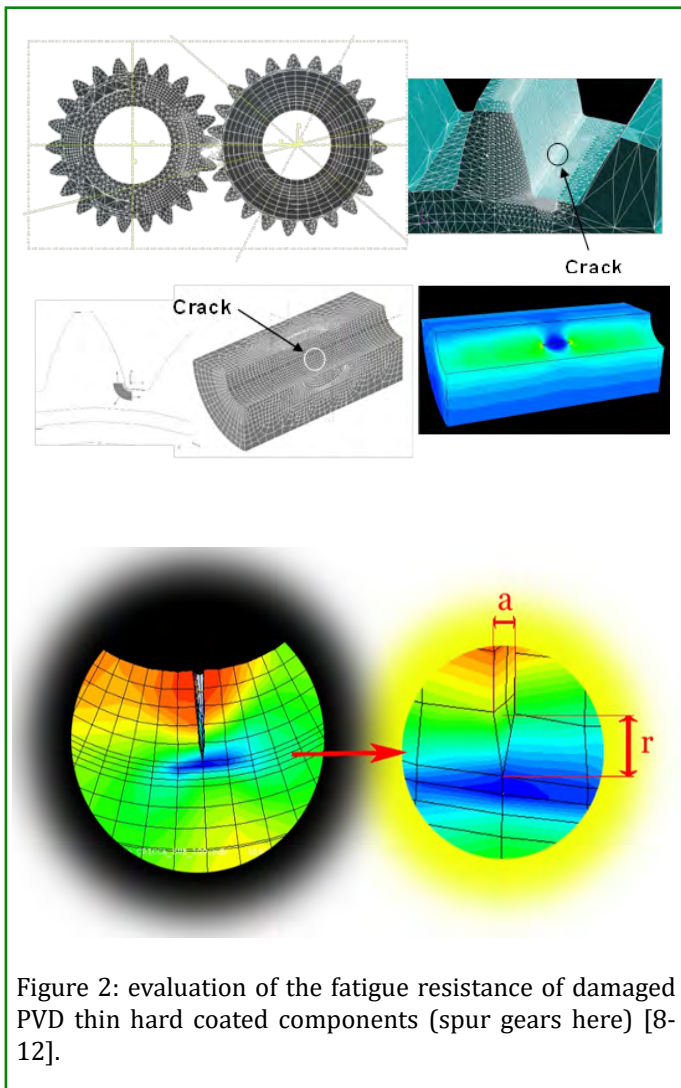 Crack
Crack
a
r
Figure 2: evaluation of the fatigue resistance of damaged
PVD thin hard coated components (spur gears here) [8-
12].